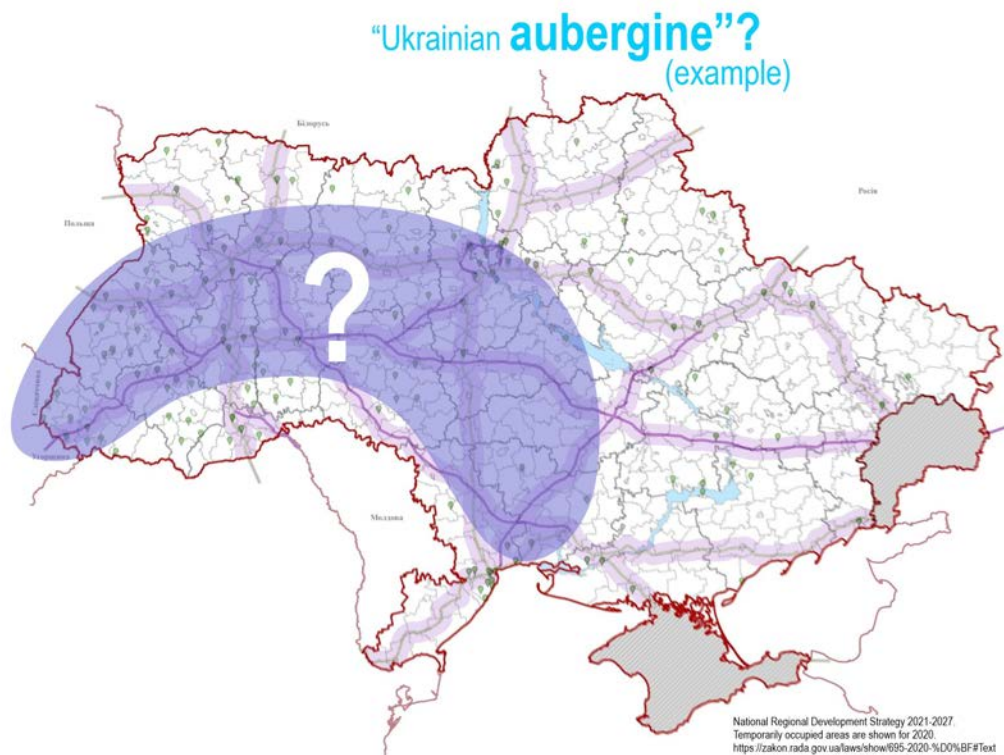 “Ukrainian aubergine”?
(example)
Білорусь
Росія
Польща
?
Молдова
National Regional Development Strategy 2021-2027.
Temporarily occupied areas are shown for 2020.
https://zakon.rada.gov.ua/laws/show/695-2020-%D0%BF#Text